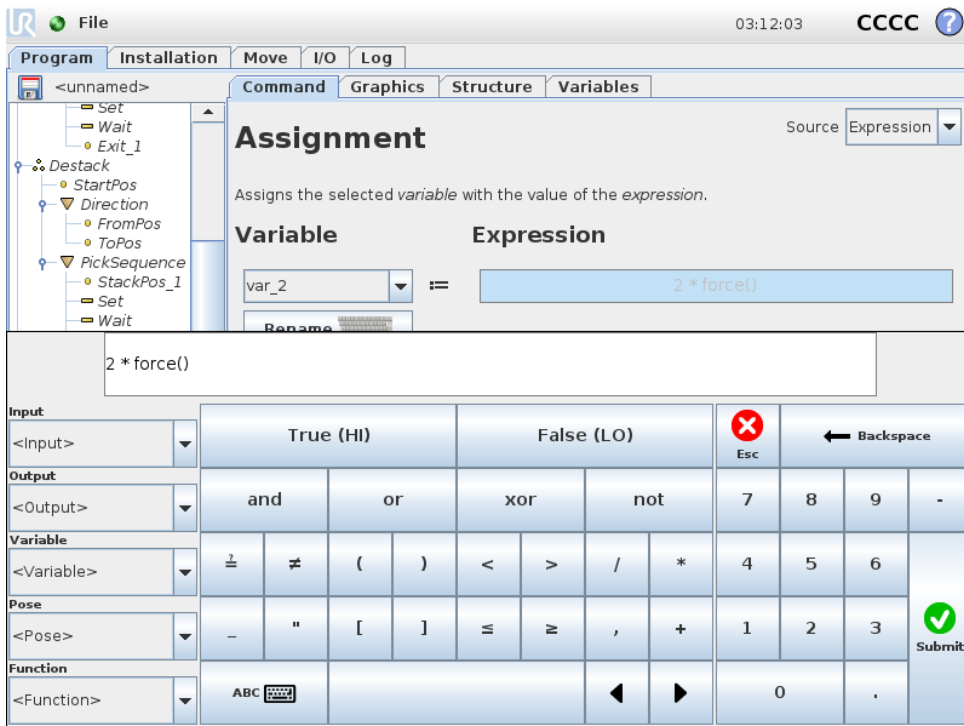 UR File 03:12:03 CCCC ?
Program Installation Move I/O Log
<unnamed> Command Graphics Structure Variables
Set
Wait
Exit_1
Destack
StartPos
Direction
FromPos
ToPos
PickSequence
StackPos_1
Set
Wait
Assignment Source Expression
Assigns the selected variable with the value of the expression.
Variable Expression
var_2 := 2 * force()
Rename
2 * force()
Input
<Input> True (HI) False (LO) Esc Backspace
Output
<Output> and or xor not 7 8 9 -
Variable
<Variable> ≟ ≠ ( ) < > / * 4 5 6
Pose
<Pose> _ " [ ] ≤ ≥ , + 1 2 3 Submit
Function
<Function> ABC 0 .